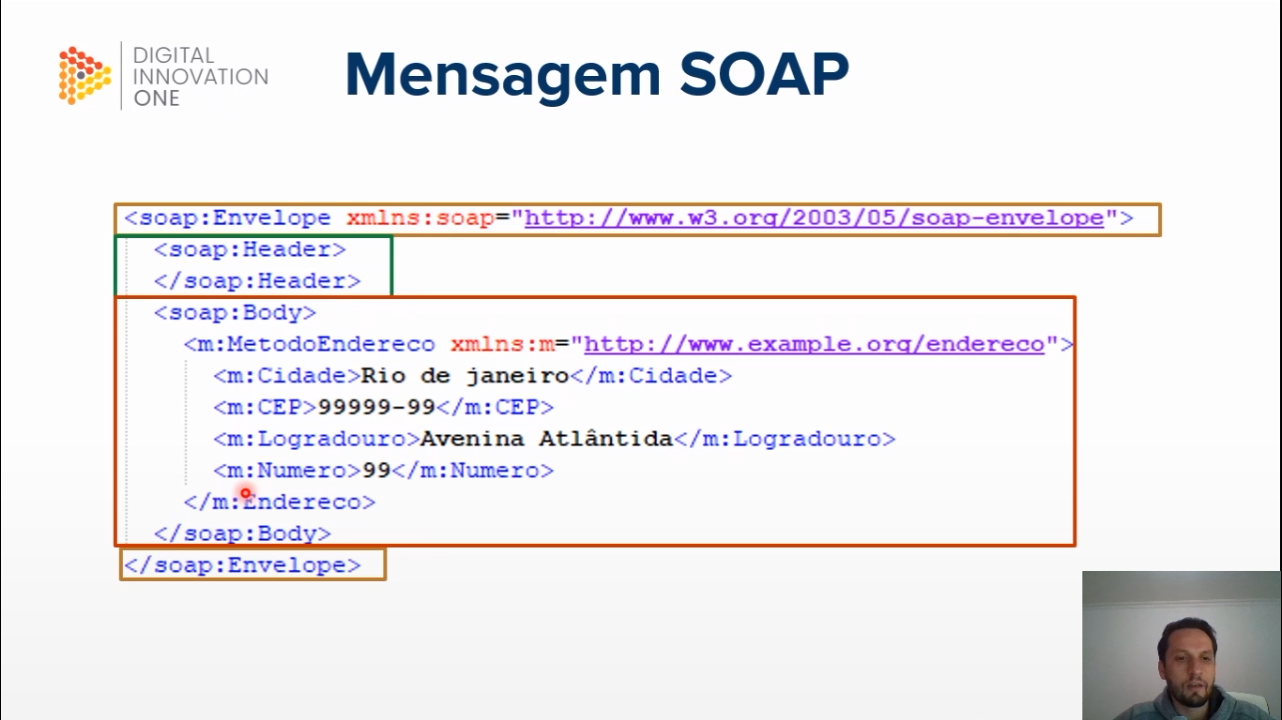 DIGITAL
INNOVATION
ONE
Mensagem SOAP
<soap:Envelope xmlns:soap="http://www.w3.org/2003/05/soap-envelope">
<soap:Header>
</soap:Header>
<soap:Body>
<m:MetodoEndereco xmlns:m="http://www.example.org/endereco">
<m:Cidade>Rio de janeiro</m:Cidade>
<m:CEP>99999-99</m:CEP>
<m:Logradouro>Avenina Atlântida</m:Logradouro>
<m:Numero>99</m:Numero>
</m:Endereco>
</soap:Body>
</soap:Envelope>